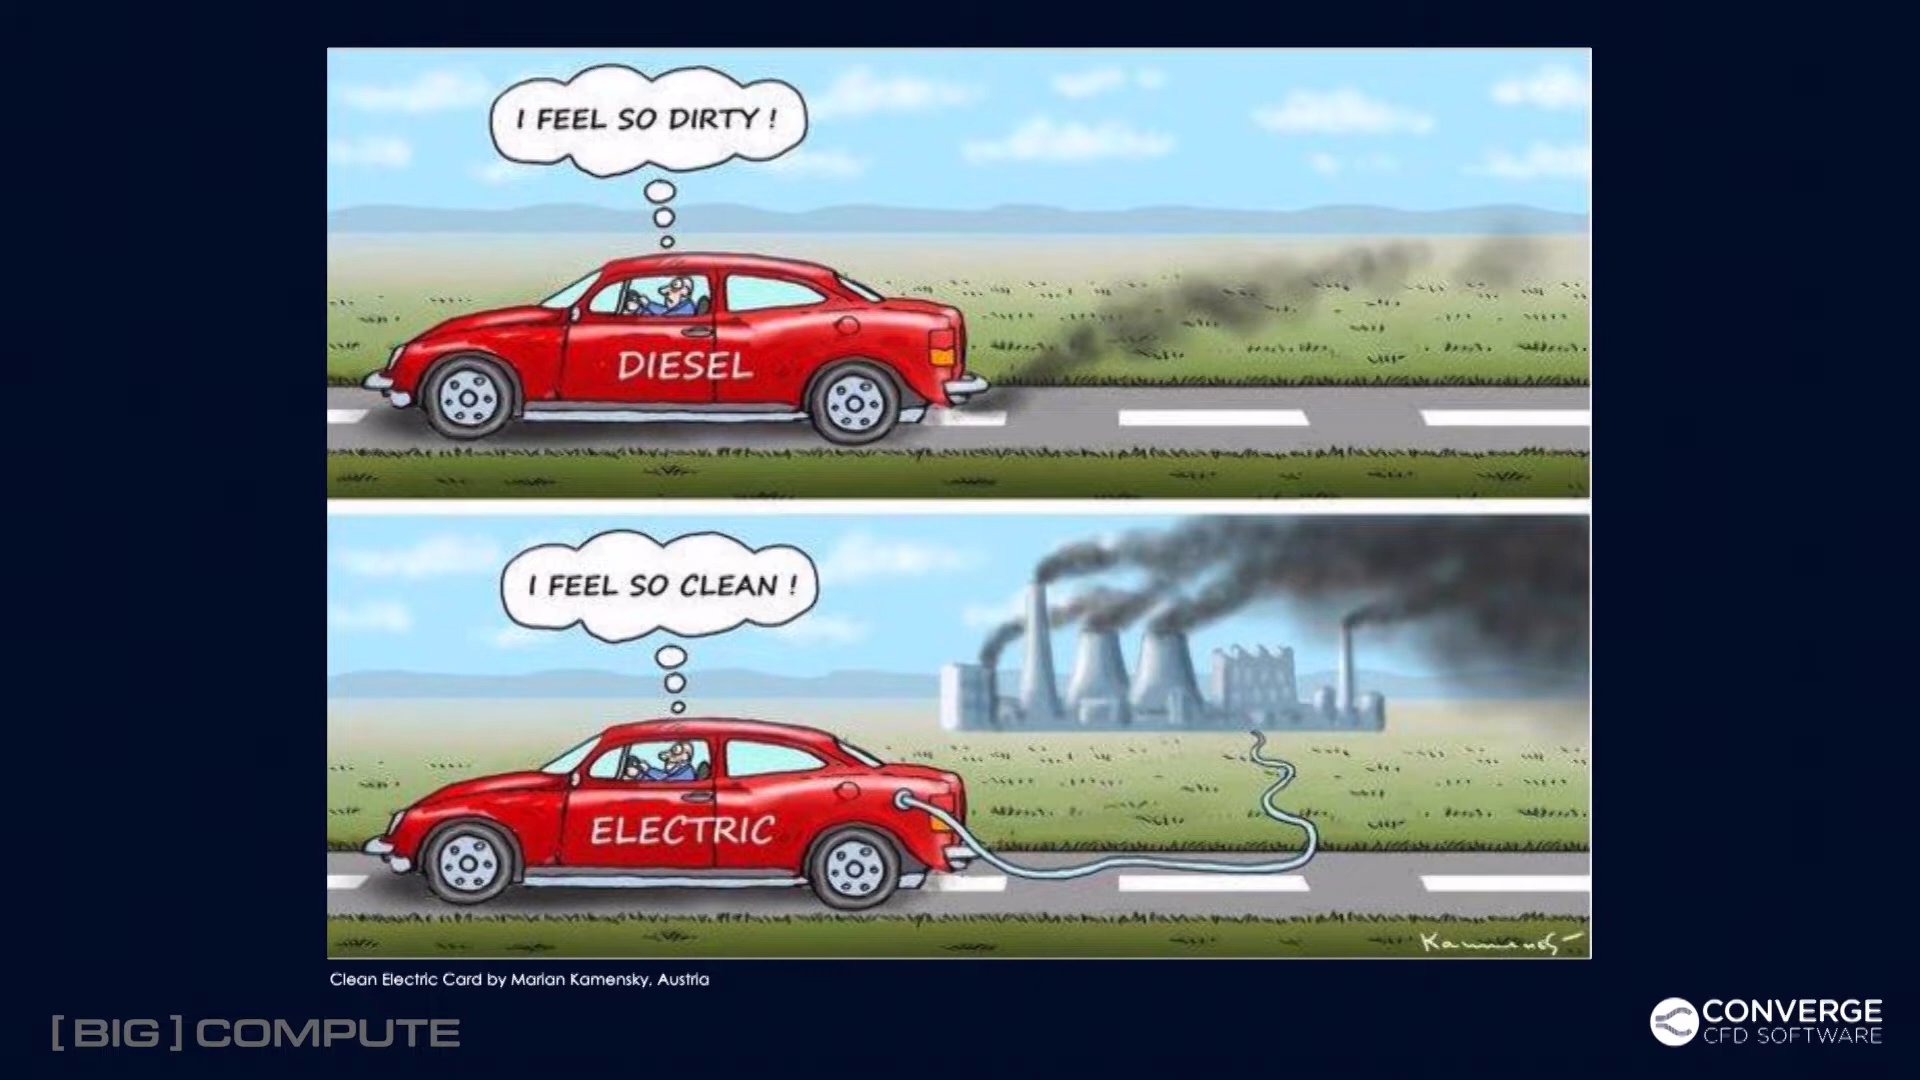 I FEEL SO DIRTY !
DIESEL
I FEEL SO CLEAN !
ELECTRIC
Clean Electric Card by Marian Kamensky, Austria
[ BIG ] COMPUTE
CONVERGE
CFD SOFTWARE